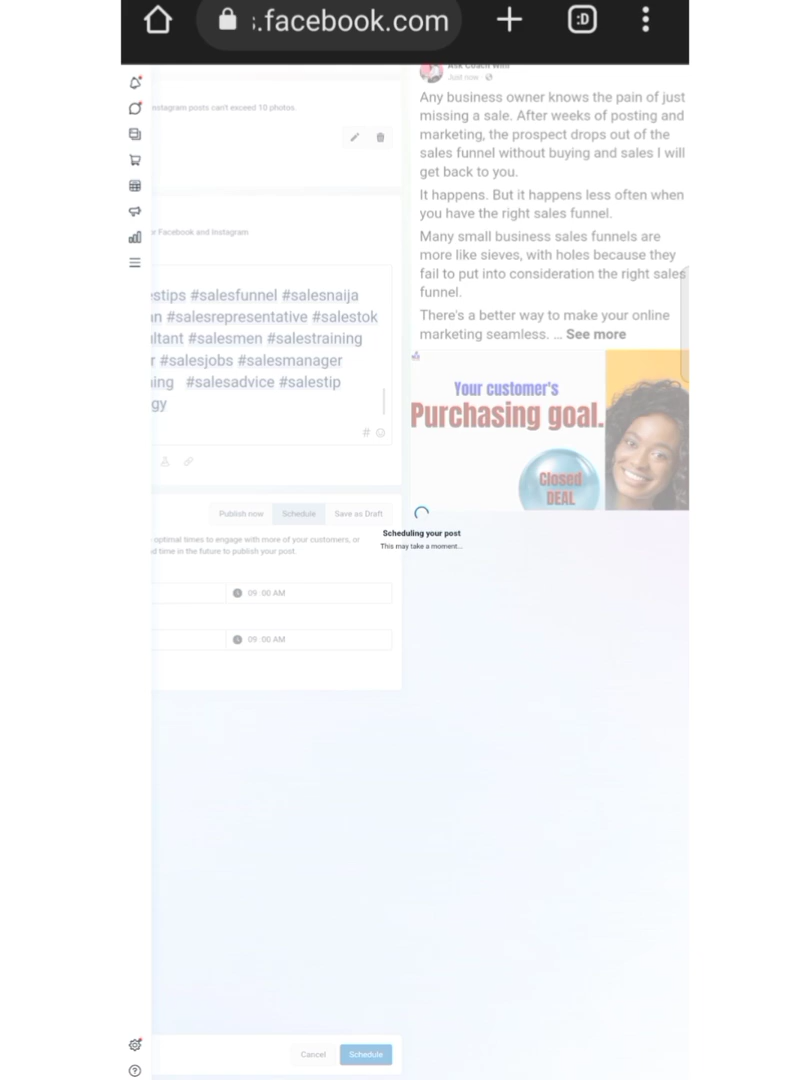 :.facebook.com
:D
Ask Coach Will
Just now
nstagram posts can't exceed 10 photos.
Any business owner knows the pain of just
missing a sale. After weeks of posting and
marketing, the prospect drops out of the
sales funnel without buying and sales I will
get back to you.
It happens. But it happens less often when
you have the right sales funnel.
Many small business sales funnels are
more like sieves, with holes because they
fail to put into consideration the right sales
funnel.
There's a better way to make your online
marketing seamless. ... See more
r Facebook and Instagram
estips #salesfunnel #salesnaija
an #salesrepresentative #salestok
ultant #salesmen #salestraining
r #salesjobs #salesmanager
ning #salesadvice #salestip
gy
#
Your customer's
Purchasing goal.
Closed
DEAL
Publish now Schedule Save as Draft
optimal times to engage with more of your customers, or
d time in the future to publish your post.
Scheduling your post
This may take a moment...
09 : 00 AM
09 : 00 AM
Cancel Schedule